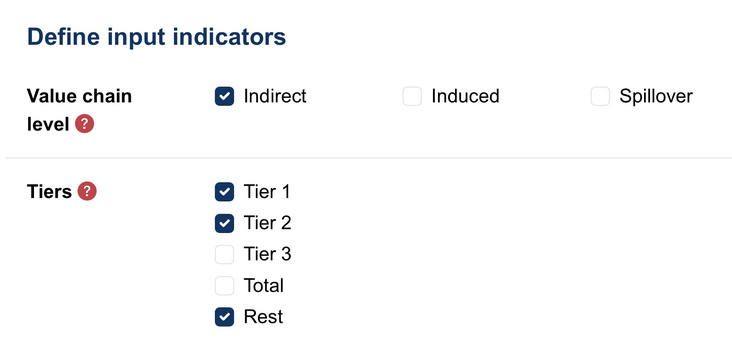 Define input indicators
Value chain level ? Indirect Induced Spillover
Tiers ? Tier 1
Tier 2
Tier 3
Total
Rest